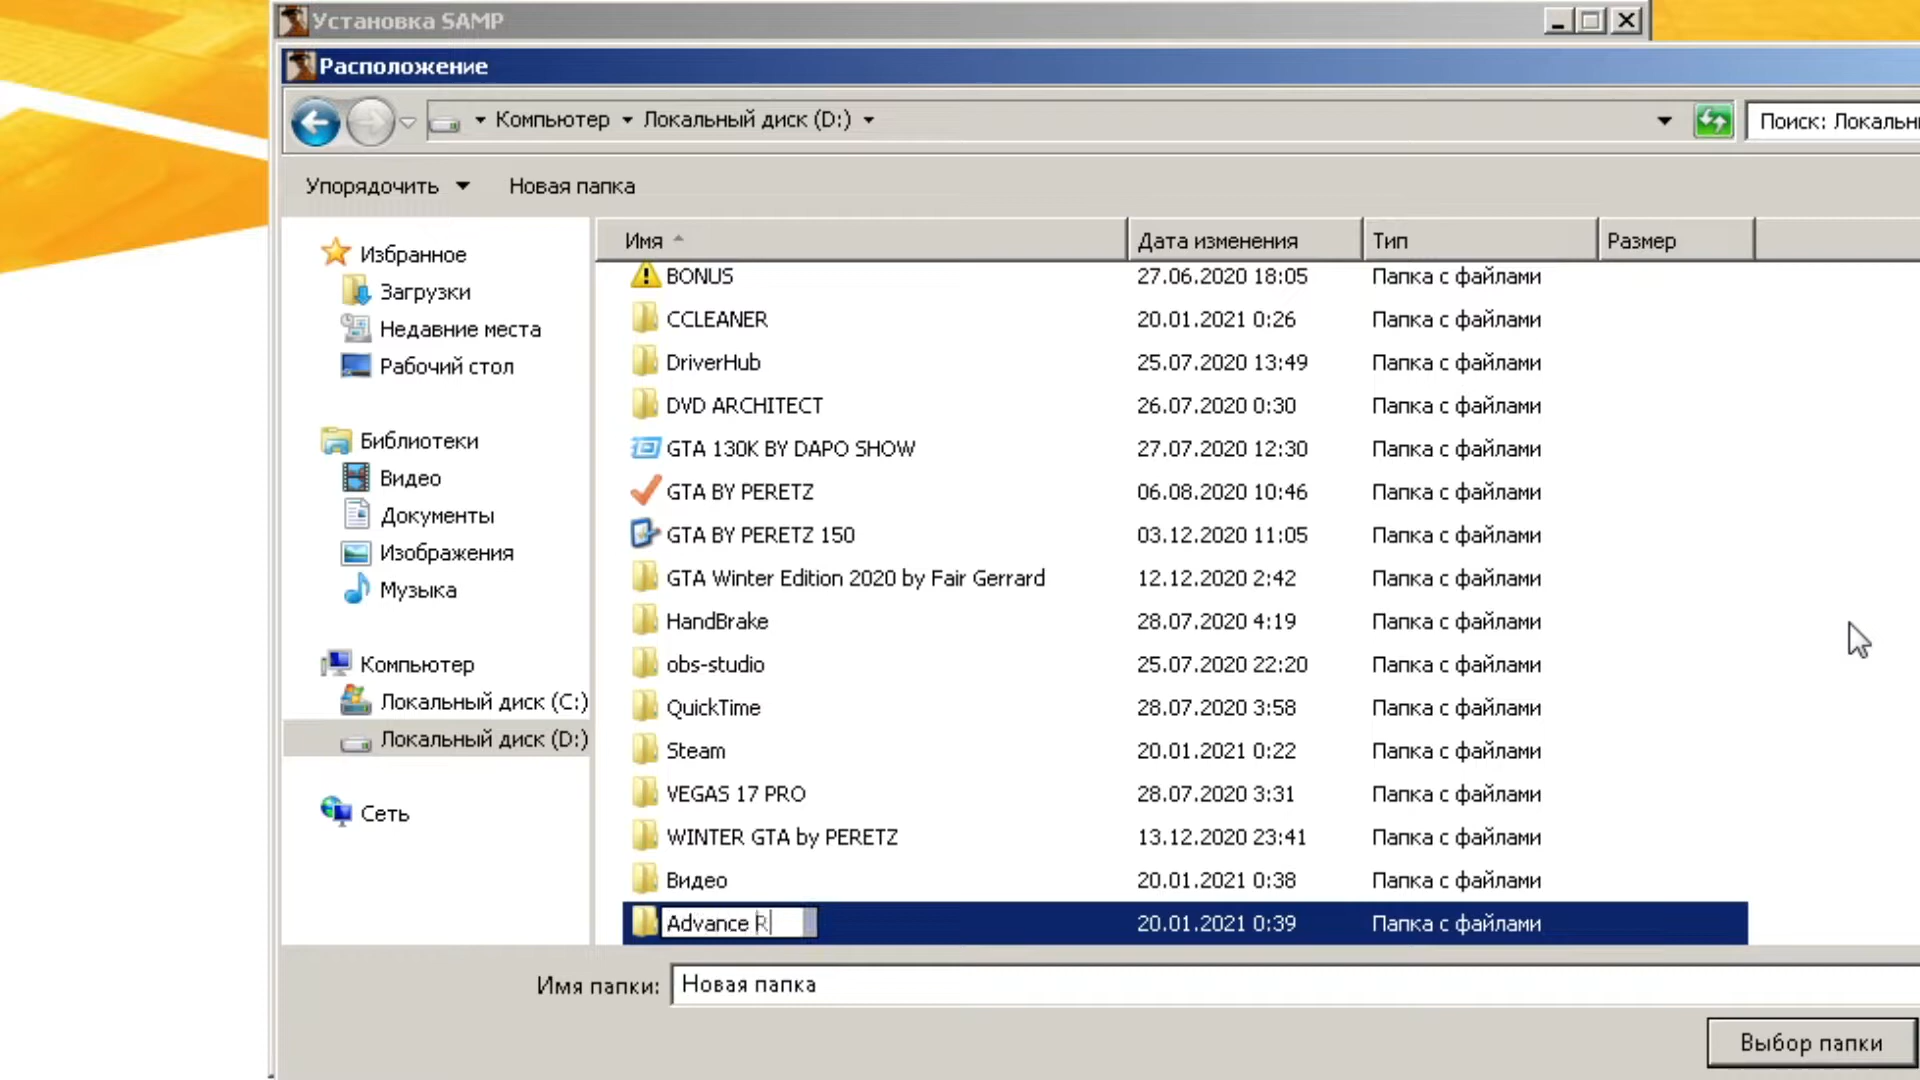 Установка SAMP
Расположение
Компьютер Локальный диск (D:)
Поиск: Локальн
Упорядочить Новая папка
Имя Дата изменения Тип Размер
Избранное
Загрузки
Недавние места
Рабочий стол
Библиотеки
Видео
Документы
Изображения
Музыка
Компьютер
Локальный диск (C:)
Локальный диск (D:)
Сеть
BONUS 27.06.2020 18:05 Папка с файлами
CCLEANER 20.01.2021 0:26 Папка с файлами
DriverHub 25.07.2020 13:49 Папка с файлами
DVD ARCHITECT 26.07.2020 0:30 Папка с файлами
GTA 130K BY DAPO SHOW 27.07.2020 12:30 Папка с файлами
GTA BY PERETZ 06.08.2020 10:46 Папка с файлами
GTA BY PERETZ 150 03.12.2020 11:05 Папка с файлами
GTA Winter Edition 2020 by Fair Gerrard 12.12.2020 2:42 Папка с файлами
HandBrake 28.07.2020 4:19 Папка с файлами
obs-studio 25.07.2020 22:20 Папка с файлами
QuickTime 28.07.2020 3:58 Папка с файлами
Steam 20.01.2021 0:22 Папка с файлами
VEGAS 17 PRO 28.07.2020 3:31 Папка с файлами
WINTER GTA by PERETZ 13.12.2020 23:41 Папка с файлами
Видео 20.01.2021 0:38 Папка с файлами
Advance R 20.01.2021 0:39 Папка с файлами
Имя папки: Новая папка
Выбор папки